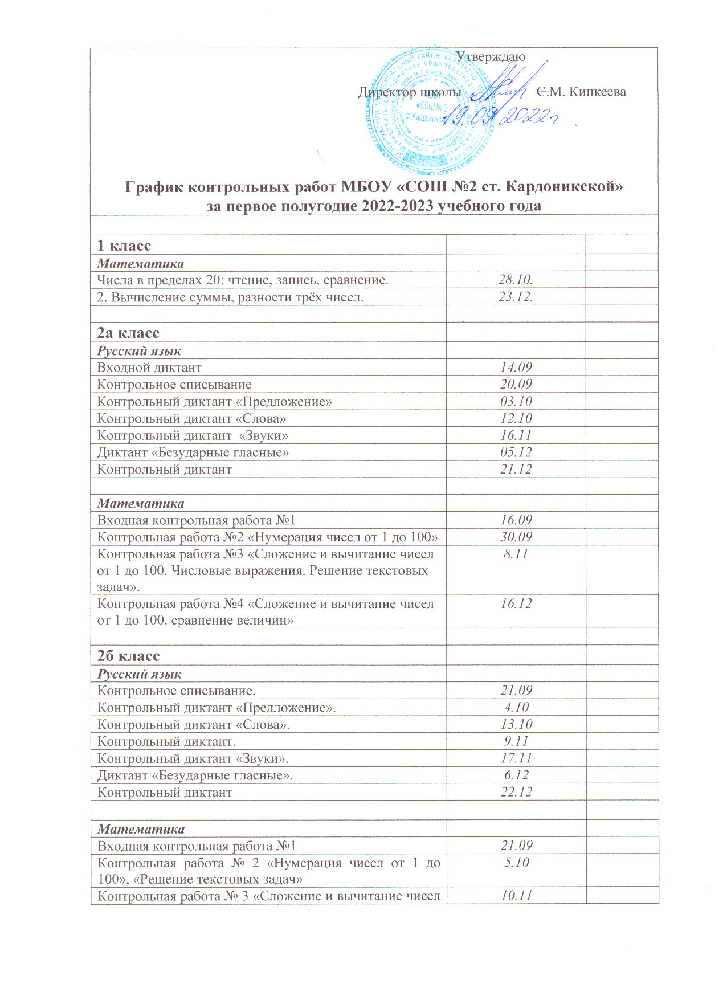 Утверждаю
Директор школы Є.М. Кипкеева
«СОШ №2
ст.Кардоникской»
19.09.2022г
График контрольных работ МБОУ «СОШ №2 ст. Кардоникской»
за первое полугодие 2022-2023 учебного года
1 класс
Математика
Числа в пределах 20: чтение, запись, сравнение. 28.10.
2. Вычисление суммы, разности трёх чисел. 23.12.
2а класс
Русский язык
Входной диктант 14.09
Контрольное списывание 20.09
Контрольный диктант «Предложение» 03.10
Контрольный диктант «Слова» 12.10
Контрольный диктант «Звуки» 16.11
Диктант «Безударные гласные» 05.12
Контрольный диктант 21.12
Математика
Входная контрольная работа №1 16.09
Контрольная работа №2 «Нумерация чисел от 1 до 100» 30.09
Контрольная работа №3 «Сложение и вычитание чисел 8.11
от 1 до 100. Числовые выражения. Решение текстовых
задач».
Контрольная работа №4 «Сложение и вычитание чисел 16.12
от 1 до 100. сравнение величин»
2б класс
Русский язык
Контрольное списывание. 21.09
Контрольный диктант «Предложение». 4.10
Контрольный диктант «Слова». 13.10
Контрольный диктант. 9.11
Контрольный диктант «Звуки». 17.11
Диктант «Безударные гласные». 6.12
Контрольный диктант 22.12
Математика
Входная контрольная работа №1 21.09
Контрольная работа № 2 «Нумерация чисел от 1 до 5.10
100», «Решение текстовых задач»
Контрольная работа № 3 «Сложение и вычитание чисел 10.11